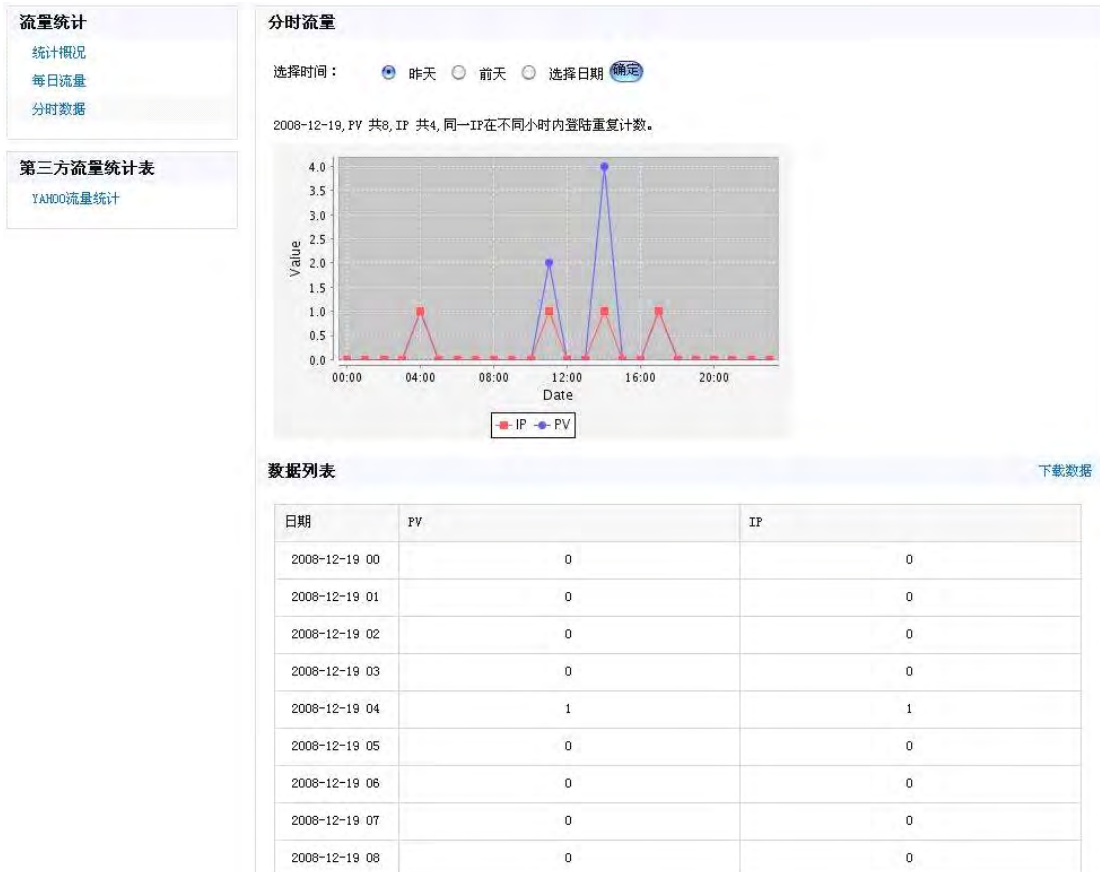 流量统计
统计概况
每日流量
分时数据
第三方流量统计表
YAHOO流量统计
分时流量
选择时间： 昨天 前天 选择日期 确定
2008-12-19,PV 共8,IP 共4,同一IP在不同小时内登陆重复计数。
4.0
3.5
3.0
2.5
2.0
1.5
1.0
0.5
0.0
Value
00:00 04:00 08:00 12:00 16:00 20:00
Date
IP PV
数据列表 下载数据
日期 PV IP
2008-12-19 00 0 0
2008-12-19 01 0 0
2008-12-19 02 0 0
2008-12-19 03 0 0
2008-12-19 04 1 1
2008-12-19 05 0 0
2008-12-19 06 0 0
2008-12-19 07 0 0
2008-12-19 08 0 0